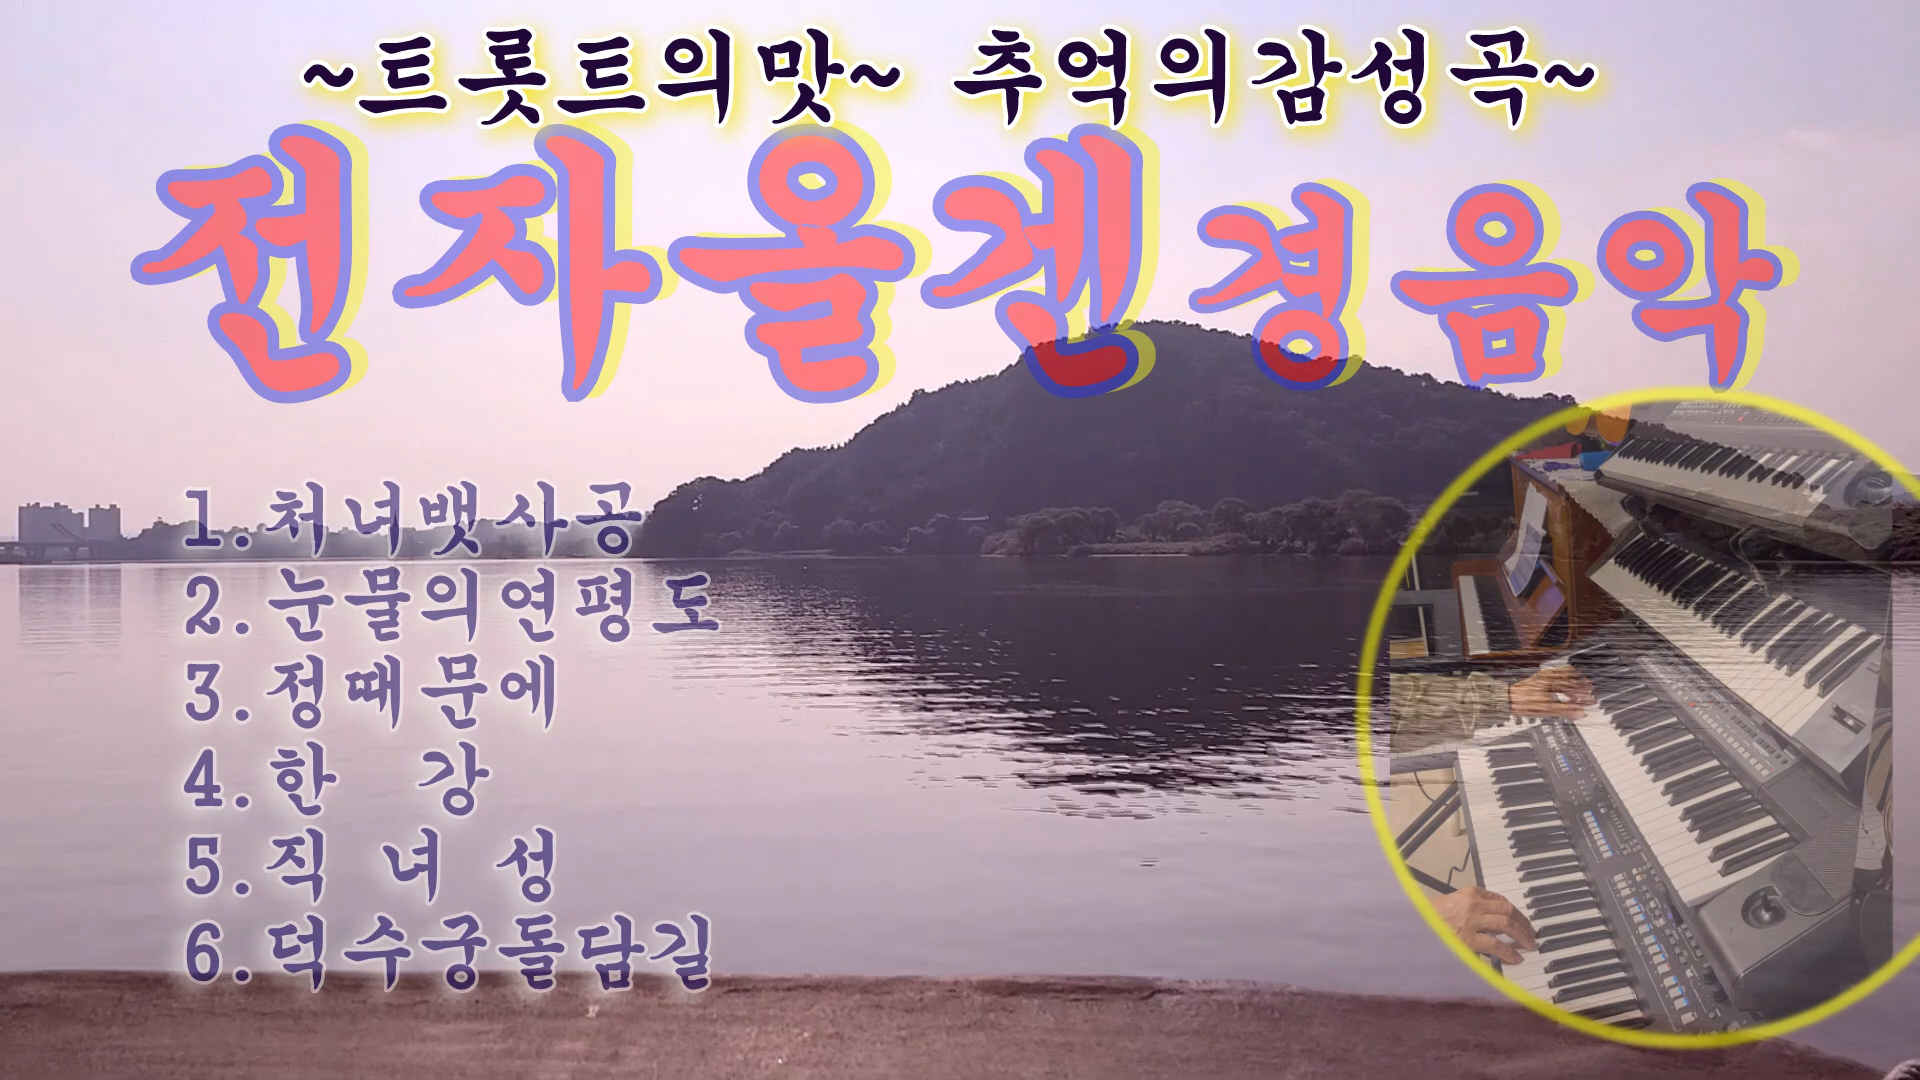 ~트롯트의맛~ 추억의감성곡~
전자올겐 경음악
1.처녀뱃사공
2.눈물의연평도
3.정때문에
4.한 강
5.직 녀 성
6.덕수궁돌담길